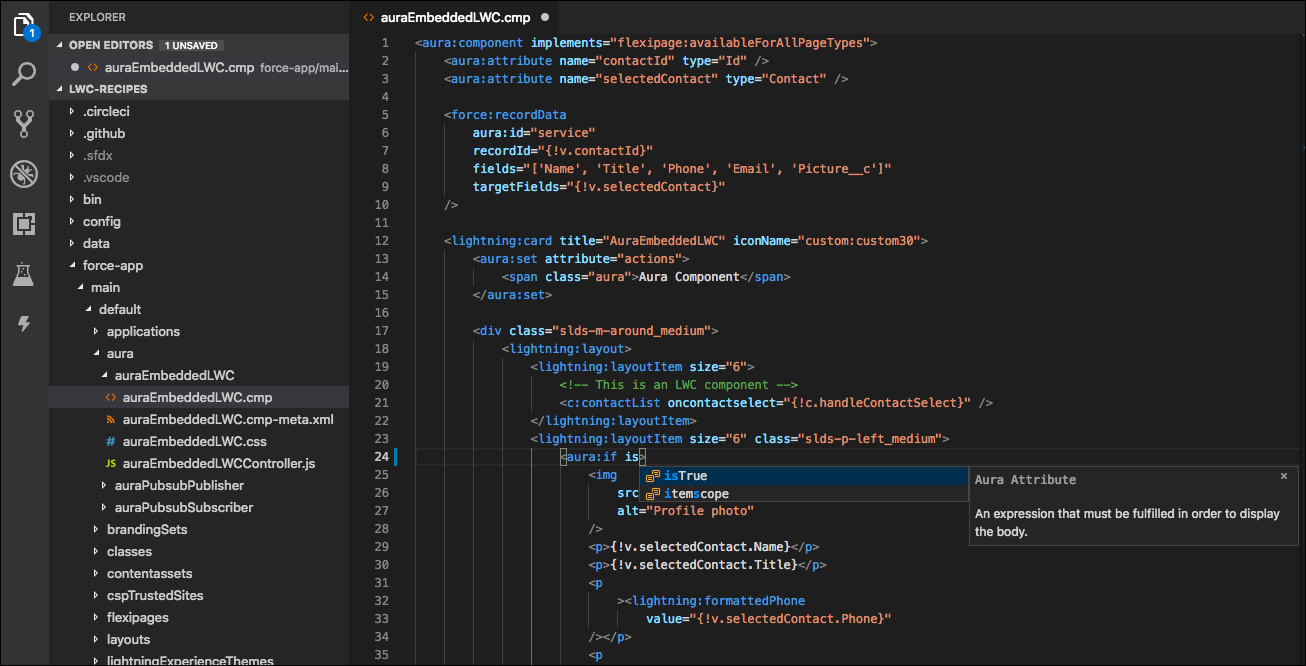 1
EXPLORER
OPEN EDITORS 1 UNSAVED
auraEmbeddedLWC.cmp force-app/mai...
LWC-RECIPES
.circleci
.github
.sfdx
.vscode
bin
config
data
force-app
main
default
applications
aura
auraEmbeddedLWC
auraEmbeddedLWC.cmp
auraEmbeddedLWC.cmp-meta.xml
# auraEmbeddedLWC.css
JS auraEmbeddedLWCController.js
auraPubsubPublisher
auraPubsubSubscriber
brandingSets
classes
contentassets
cspTrustedSites
flexipages
layouts
lightningExperienceThemes
<> auraEmbeddedLWC.cmp
1 <aura:component implements="flexipage:availableForAllPageTypes">
2 <aura:attribute name="contactId" type="Id" />
3 <aura:attribute name="selectedContact" type="Contact" />
4
5 <force:recordData
6 aura:id="service"
7 recordId="{!v.contactId}"
8 fields="['Name', 'Title', 'Phone', 'Email', 'Picture__c']"
9 targetFields="{!v.selectedContact}"
10 />
11
12 <lightning:card title="AuraEmbeddedLWC" iconName="custom:custom30">
13 <aura:set attribute="actions">
14 <span class="aura">Aura Component</span>
15 </aura:set>
16
17 <div class="slds-m-around_medium">
18 <lightning:layout>
19 <lightning:layoutItem size="6">
20 <!-- This is an LWC component -->
21 <c:contactList oncontactselect="{!c.handleContactSelect}" />
22 </lightning:layoutItem>
23 <lightning:layoutItem size="6" class="slds-p-left_medium">
24 <aura:if is>
25 <img
26 src
27 alt="Profile photo"
28 />
29 <p>{!v.selectedContact.Name}</p>
30 <p>{!v.selectedContact.Title}</p>
31 <p
32 ><lightning:formattedPhone
33 value="{!v.selectedContact.Phone}"
34 /></p>
35 <p
isTrue
itemscope
Aura Attribute ×
An expression that must be fulfilled in order to display
the body.